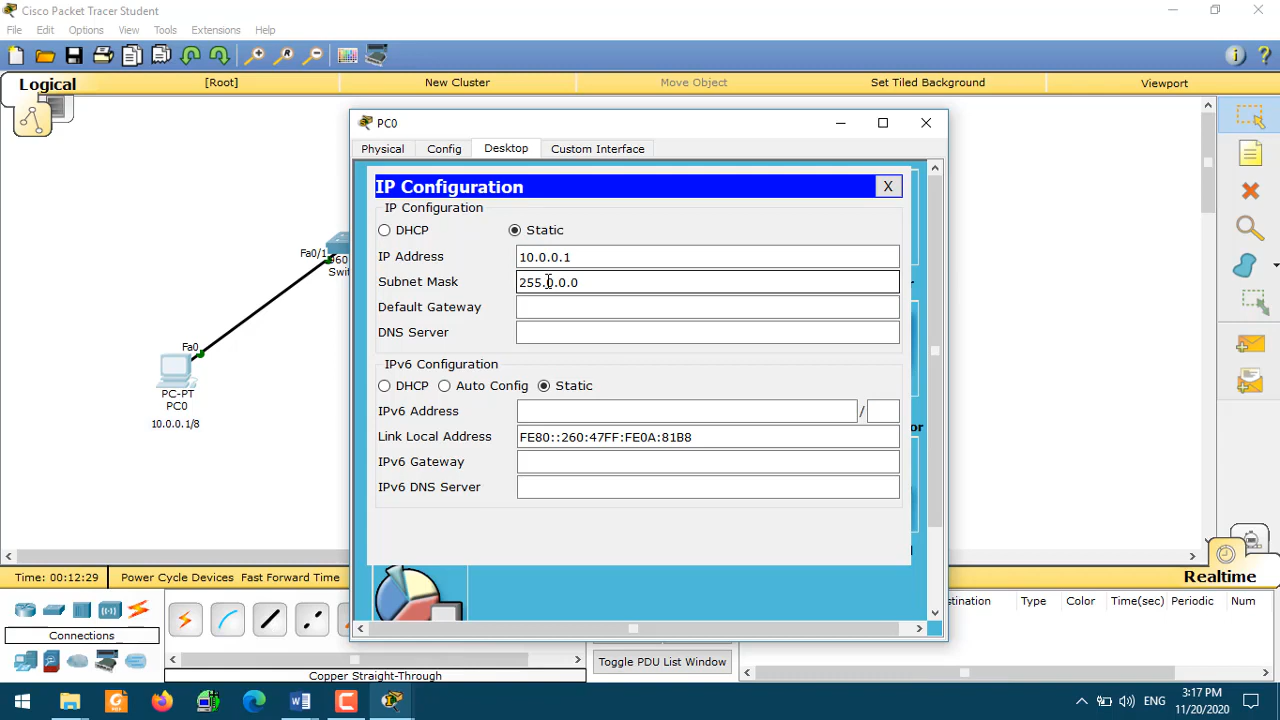 Cisco Packet Tracer Student
File Edit Options View Tools Extensions Help
Logical [Root] New Cluster Move Object Set Tiled Background Viewport
PC0
Physical Config Desktop Custom Interface
IP Configuration X
IP Configuration
DHCP Static
IP Address 10.0.0.1
Subnet Mask 255.0.0.0
Default Gateway
DNS Server
IPv6 Configuration
DHCP Auto Config Static
IPv6 Address /
Link Local Address FE80::260:47FF:FE0A:81B8
IPv6 Gateway
IPv6 DNS Server
Fa0/1
960
Swit
Fa0
PC-PT
PC0
10.0.0.1/8
or
Time: 00:12:29 Power Cycle Devices Fast Forward Time Realtime
Connections
Copper Straight-Through
Toggle PDU List Window
stination Type Color Time(sec) Periodic Num
ENG
3:17 PM
11/20/2020